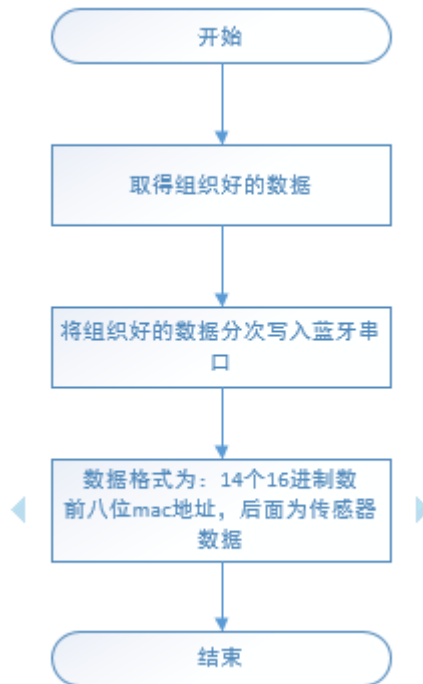 开始
取得组织好的数据
将组织好的数据分次写入蓝牙串
口
数据格式为：14个16进制数
前八位mac地址，后面为传感器
数据
结束